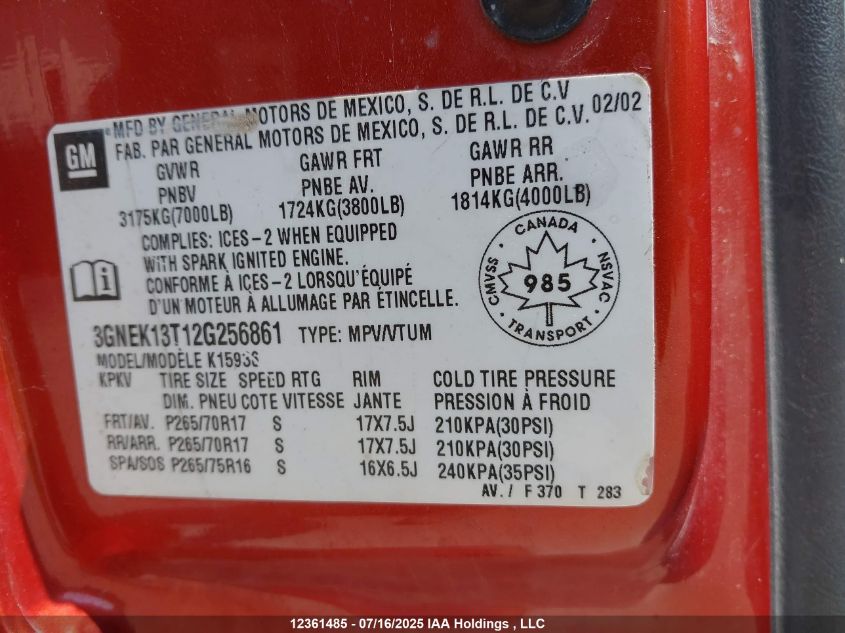 GM
MFD BY GENERAL MOTORS DE MEXICO, S. DE R.L. DE C.V
FAB. PAR GENERAL MOTORS DE MEXICO, S. DE R.L. DE C.V. 02/02
GVWR GAWR FRT GAWR RR
PNBV PNBE AV. PNBE ARR.
3175KG(7000LB) 1724KG(3800LB) 1814KG(4000LB)
COMPLIES: ICES-2 WHEN EQUIPPED
WITH SPARK IGNITED ENGINE.
CONFORME À ICES-2 LORSQU'ÉQUIPÉ
D'UN MOTEUR À ALLUMAGE PAR ÉTINCELLE.
CANADA
CMVSS 985 NSVAC
TRANSPORT
3GNEK13T12G256861 TYPE: MPV/VTUM
MODEL/MODÈLE
KPKV TIRE SIZE SPEED RTG RIM COLD TIRE PRESSURE
DIM. PNEU COTE VITESSE JANTE PRESSION À FROID
FRT/AV. P265/70R17 S 17X7.5J 210KPA(30PSI)
RR/ARR. P265/70R17 S 17X7.5J 210KPA(30PSI)
SPA/SOS P265/75R16 S 16X6.5J 240KPA(35PSI)
AV./ F 370 T 283
12361485 - 07/16/2025 IAA Holdings , LLC